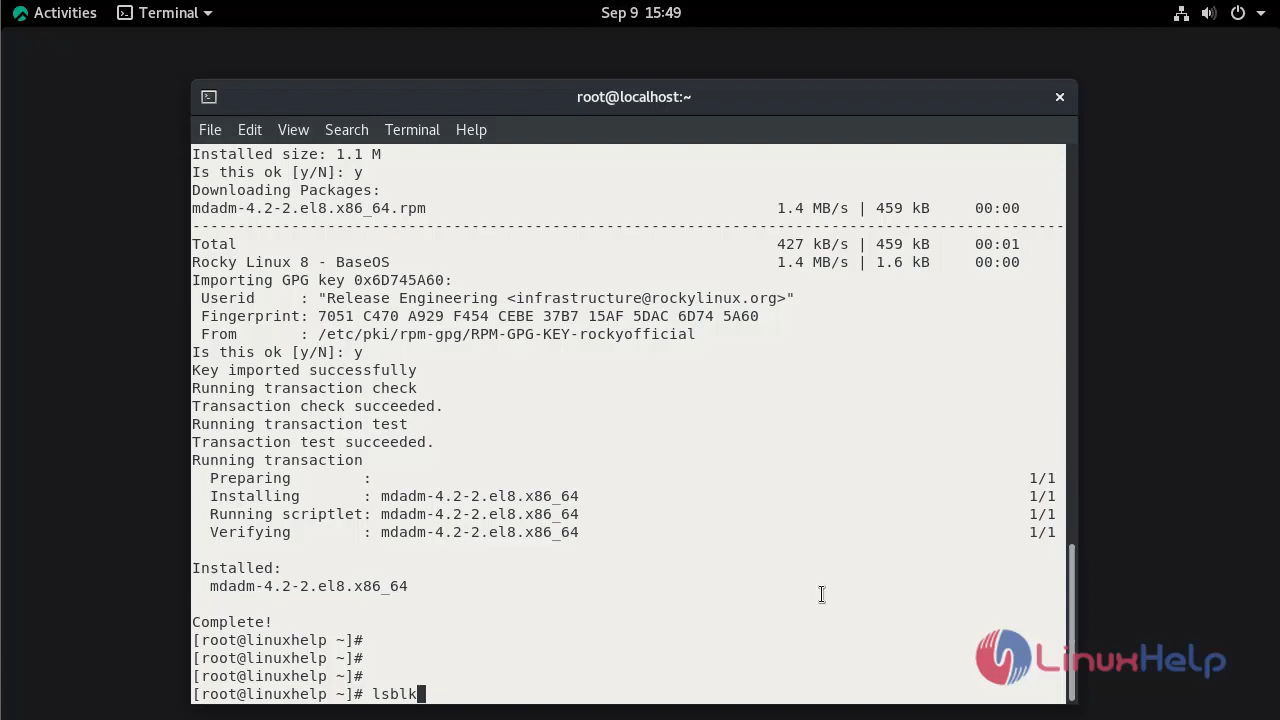 Activities Terminal Sep 9 15:49
root@localhost:~
File Edit View Search Terminal Help
Installed size: 1.1 M
Is this ok [y/N]: y
Downloading Packages:
mdadm-4.2-2.el8.x86_64.rpm 1.4 MB/s | 459 kB 00:00
--------------------------------------------------------------------------------
Total 427 kB/s | 459 kB 00:01
Rocky Linux 8 - BaseOS 1.4 MB/s | 1.6 kB 00:00
Importing GPG key 0x6D745A60:
Userid : "Release Engineering <infrastructure@rockylinux.org>"
Fingerprint: 7051 C470 A929 F454 CEBE 37B7 15AF 5DAC 6D74 5A60
From : /etc/pki/rpm-gpg/RPM-GPG-KEY-rockyofficial
Is this ok [y/N]: y
Key imported successfully
Running transaction check
Transaction check succeeded.
Running transaction test
Transaction test succeeded.
Running transaction
Preparing : 1/1
Installing : mdadm-4.2-2.el8.x86_64 1/1
Running scriptlet: mdadm-4.2-2.el8.x86_64 1/1
Verifying : mdadm-4.2-2.el8.x86_64 1/1
Installed:
mdadm-4.2-2.el8.x86_64
Complete!
[root@linuxhelp ~]#
[root@linuxhelp ~]#
[root@linuxhelp ~]#
[root@linuxhelp ~]# lsblk
LinuxHelp